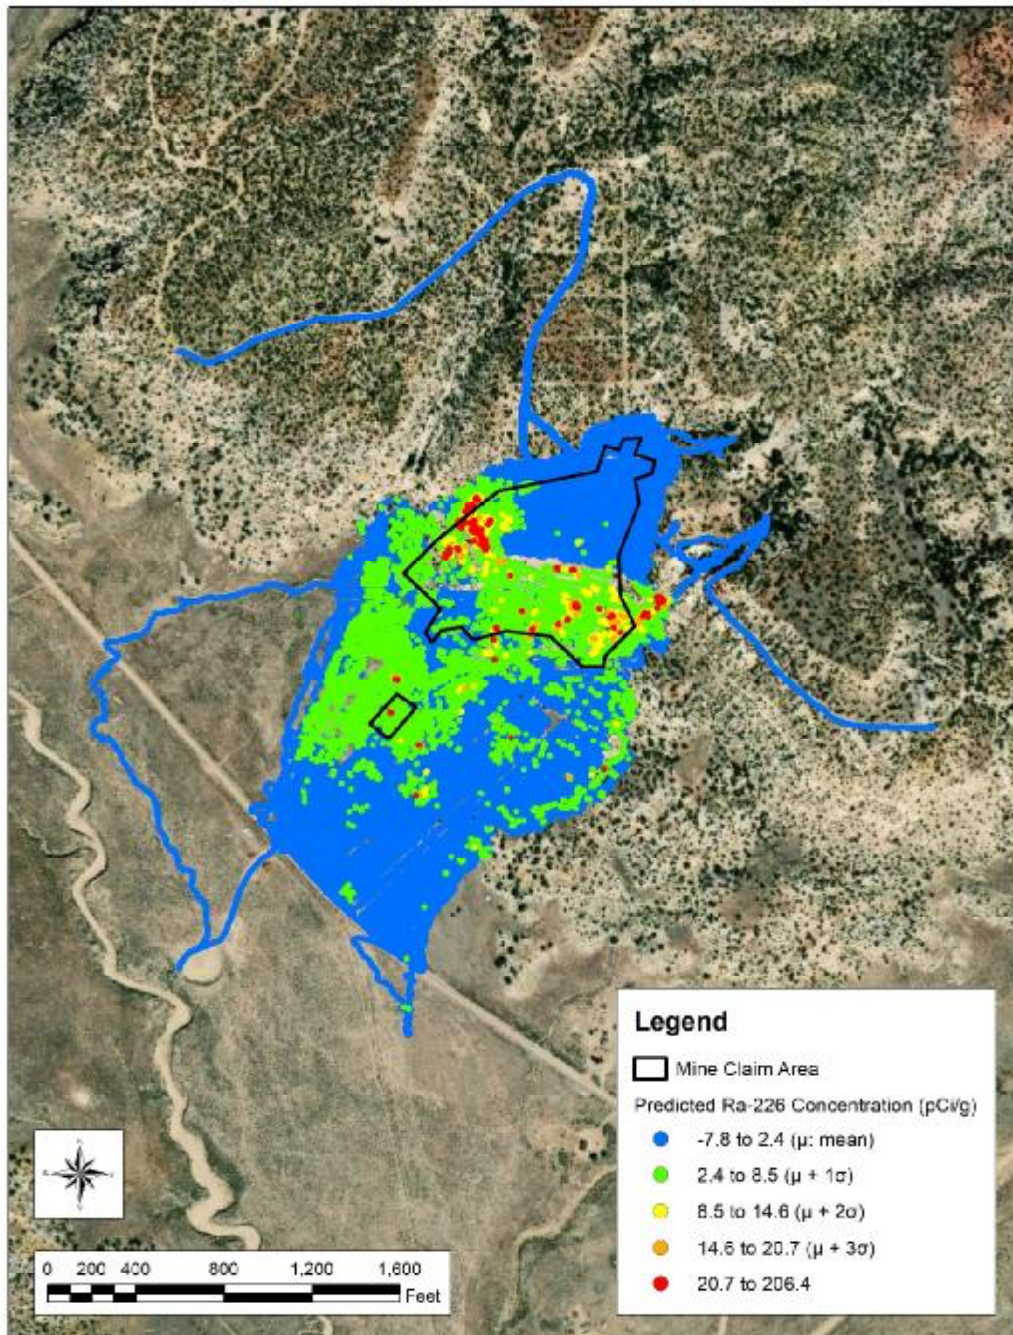 Legend
Mine Claim Area
Predicted Ra-226 Concentration (pCi/g)
-7.8 to 2.4 (μ: mean)
2.4 to 8.5 (μ + 1σ)
8.5 to 14.6 (μ + 2σ)
14.6 to 20.7 (μ + 3σ)
20.7 to 206.4
0 200 400 800 1,200 1,600
Feet